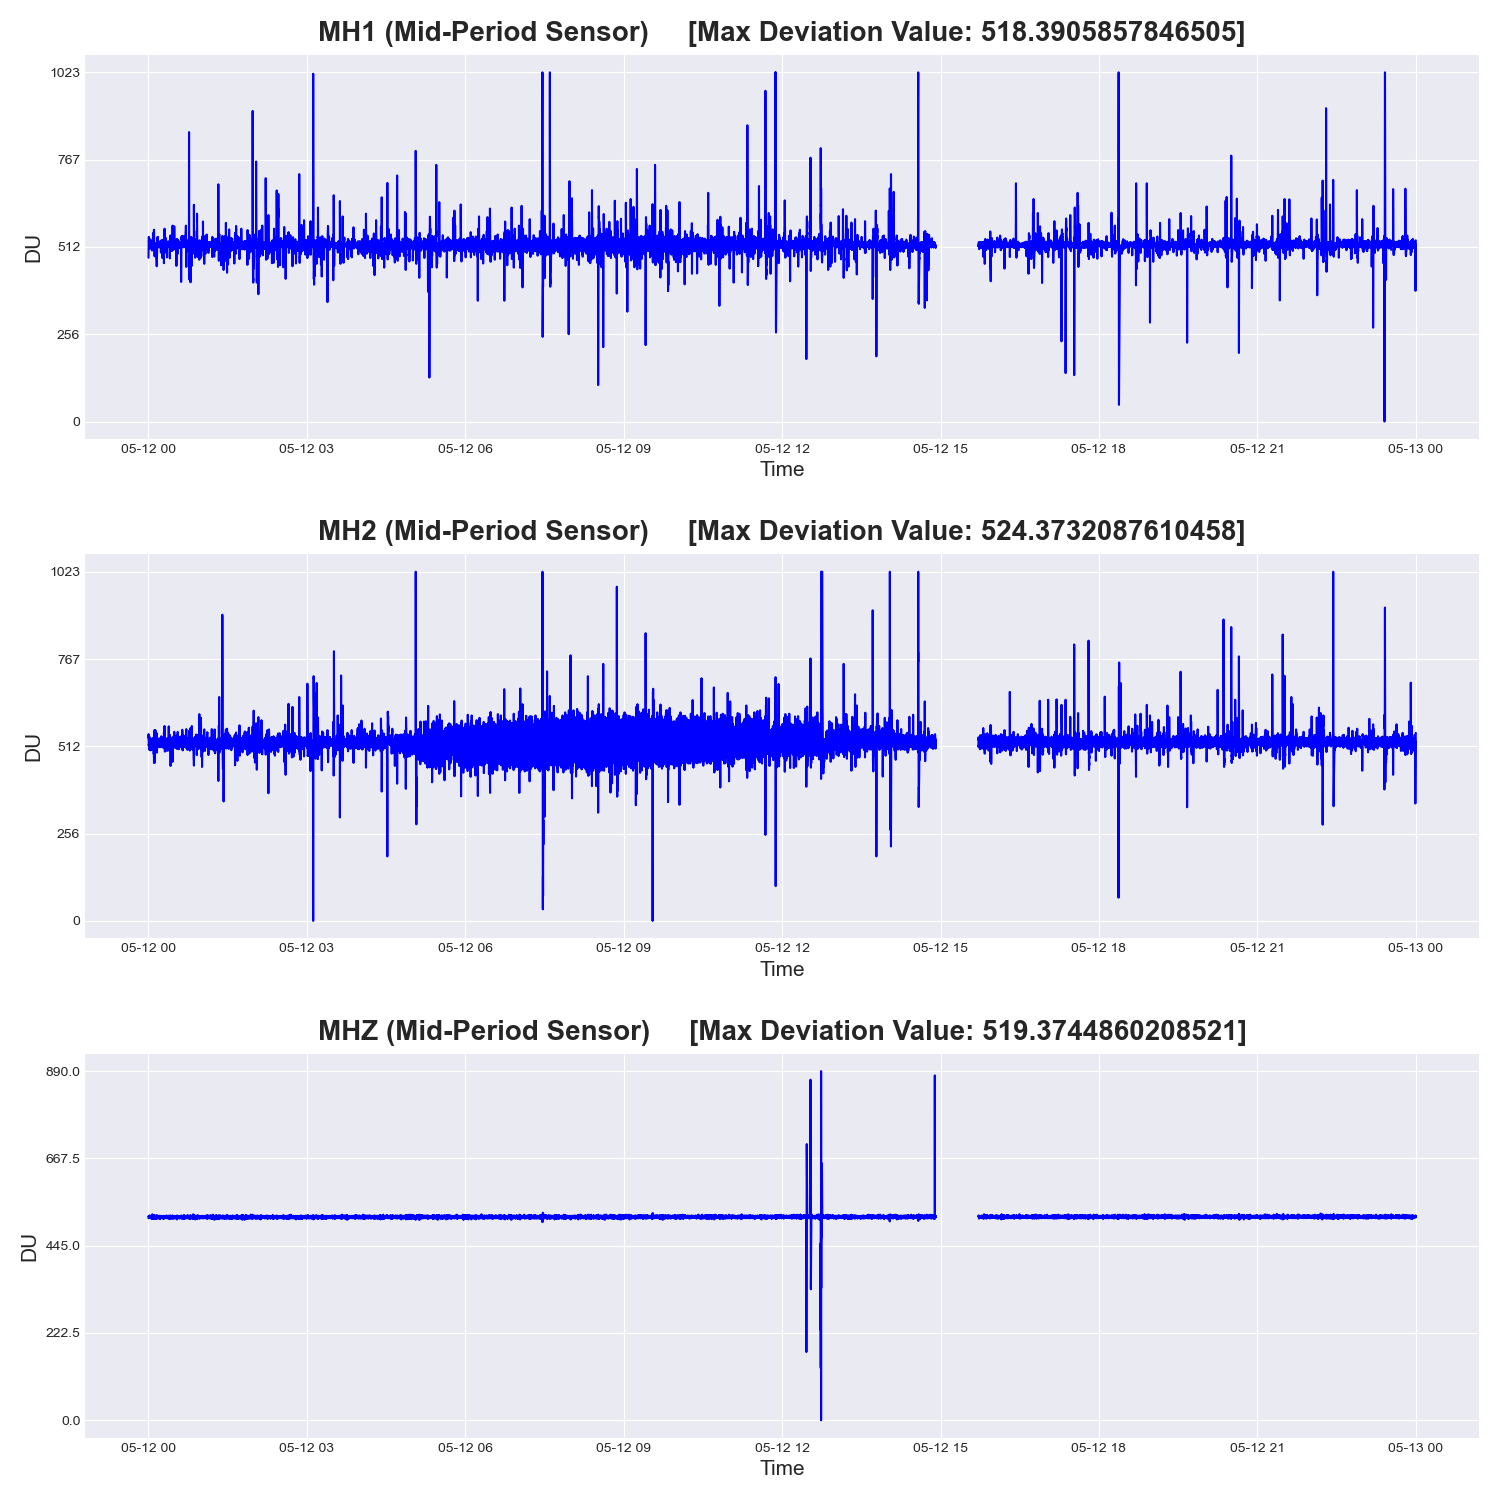 MH1 (Mid-Period Sensor) [Max Deviation Value: 518.3905857846505]
1023
767
512
256
0
DU
05-12 00 05-12 03 05-12 06 05-12 09 05-12 12 05-12 15 05-12 18 05-12 21 05-13 00
Time
MH2 (Mid-Period Sensor) [Max Deviation Value: 524.3732087610458]
1023
767
512
256
0
DU
05-12 00 05-12 03 05-12 06 05-12 09 05-12 12 05-12 15 05-12 18 05-12 21 05-13 00
Time
MHZ (Mid-Period Sensor) [Max Deviation Value: 519.3744860208521]
890.0
667.5
445.0
222.5
0.0
DU
05-12 00 05-12 03 05-12 06 05-12 09 05-12 12 05-12 15 05-12 18 05-12 21 05-13 00
Time